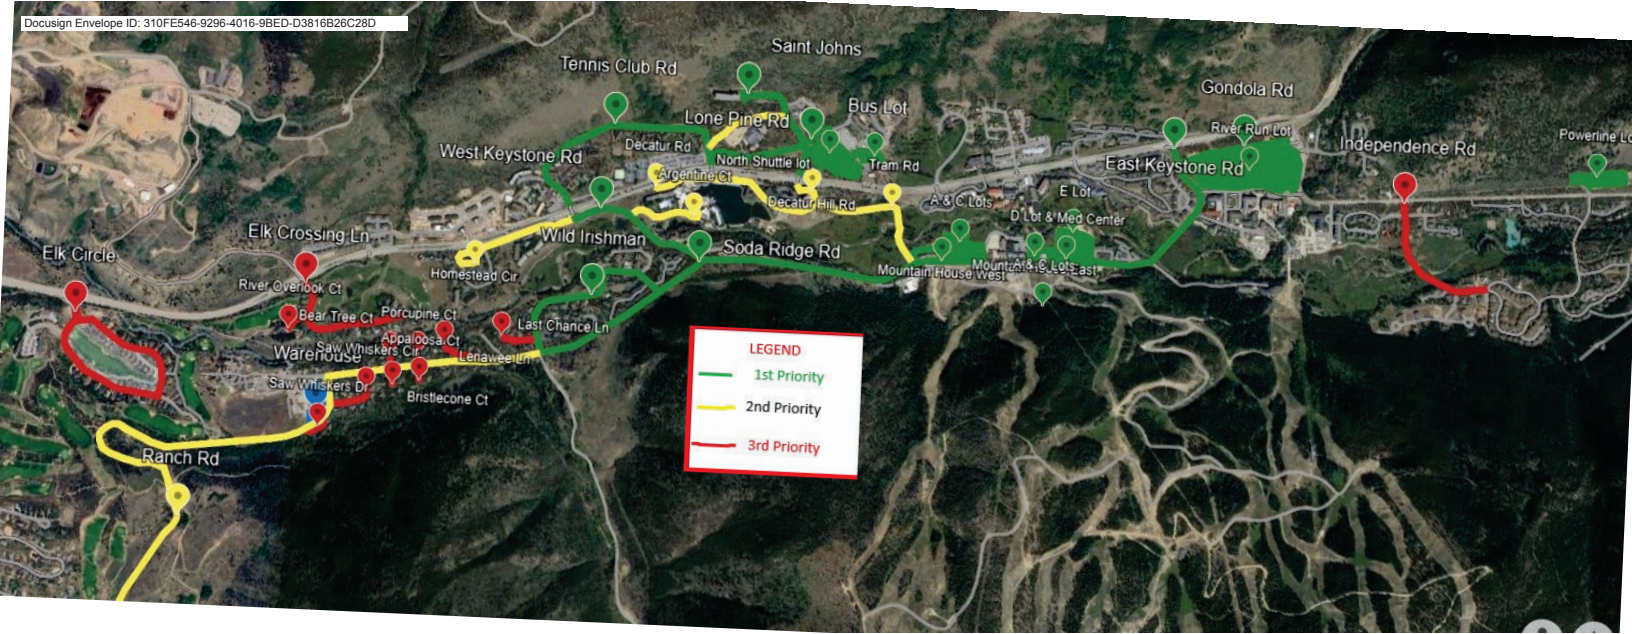 Docusign Envelope ID: 310FE546-9296-4016-9BED-D3816B26C28D
Saint Johns
Tennis Club Rd
Gondola Rd
Bus Lot
Lone Pine Rd
River Run Lot
Powerline Lo
Decatur Rd
Independence Rd
West Keystone Rd
North Shuttle lot
Tram Rd
East Keystone Rd
Argentine Ct
E Lot
Decatur Hill Rd
A & C Lots
D Lot & Med Center
Elk Crossing Ln
Wild Irishman
Soda Ridge Rd
Elk Circle
Homestead Cir
Mountain House West
River Overlook Ct
Bear Tree Ct
Porcupine Ct
Last Chance Ln
Appaloosa Ct
Saw Whiskers Cir
Warehouse
Lenawee Ln
Saw Whiskers Dr
Bristlecone Ct
Ranch Rd
LEGEND
1st Priority
2nd Priority
3rd Priority